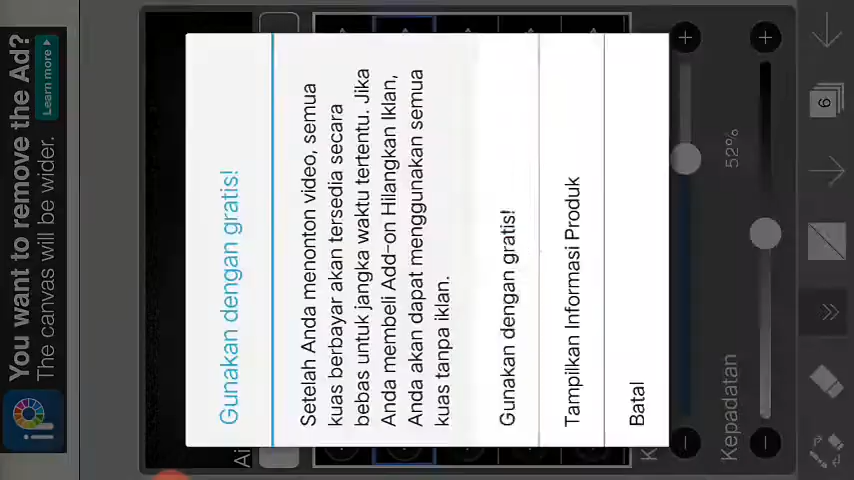 You want to remove the Ad?
The canvas will be wider.
Learn more
Ai
Gunakan dengan gratis!
Setelah Anda menonton video, semua
kuas berbayar akan tersedia secara
bebas untuk jangka waktu tertentu. Jika
Anda membeli Add-on Hilangkan Iklan,
Anda akan dapat menggunakan semua
kuas tanpa iklan.
Gunakan dengan gratis!
Tampilkan Informasi Produk
Batal
K
Kepadatan
52%
6